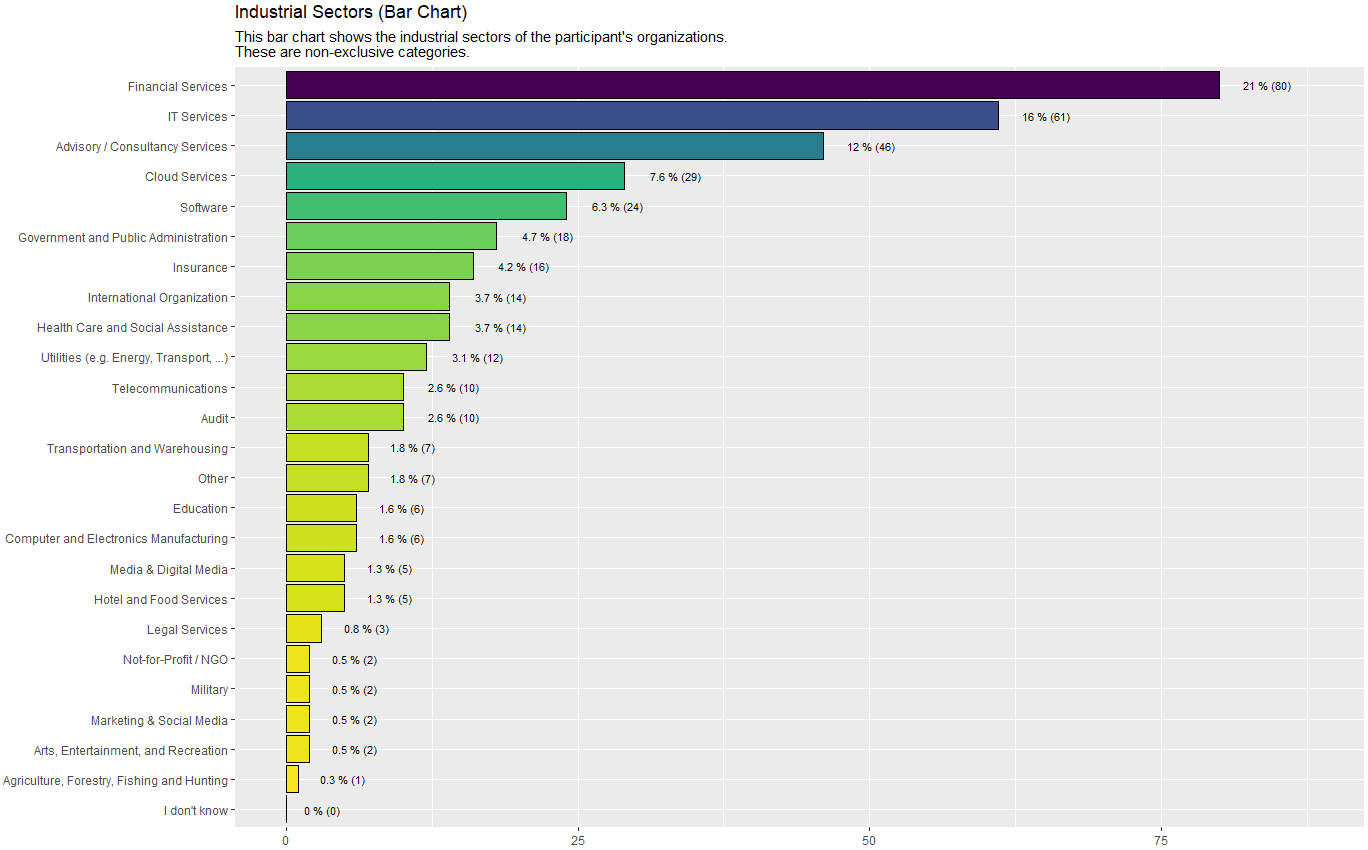 Industrial Sectors (Bar Chart)
This bar chart shows the industrial sectors of the participant's organizations.
These are non-exclusive categories.
Financial Services 21 % (80)
IT Services 16 % (61)
Advisory / Consultancy Services 12 % (46)
Cloud Services 7.6 % (29)
Software 6.3 % (24)
Government and Public Administration 4.7 % (18)
Insurance 4.2 % (16)
International Organization 3.7 % (14)
Health Care and Social Assistance 3.7 % (14)
Utilities (e.g. Energy, Transport, ...) 3.1 % (12)
Telecommunications 2.6 % (10)
Audit 2.6 % (10)
Transportation and Warehousing 1.8 % (7)
Other 1.8 % (7)
Education 1.6 % (6)
Computer and Electronics Manufacturing 1.6 % (6)
Media & Digital Media 1.3 % (5)
Hotel and Food Services 1.3 % (5)
Legal Services 0.8 % (3)
Not-for-Profit / NGO 0.5 % (2)
Military 0.5 % (2)
Marketing & Social Media 0.5 % (2)
Arts, Entertainment, and Recreation 0.5 % (2)
Agriculture, Forestry, Fishing and Hunting 0.3 % (1)
I don't know 0 % (0)
0 25 50 75